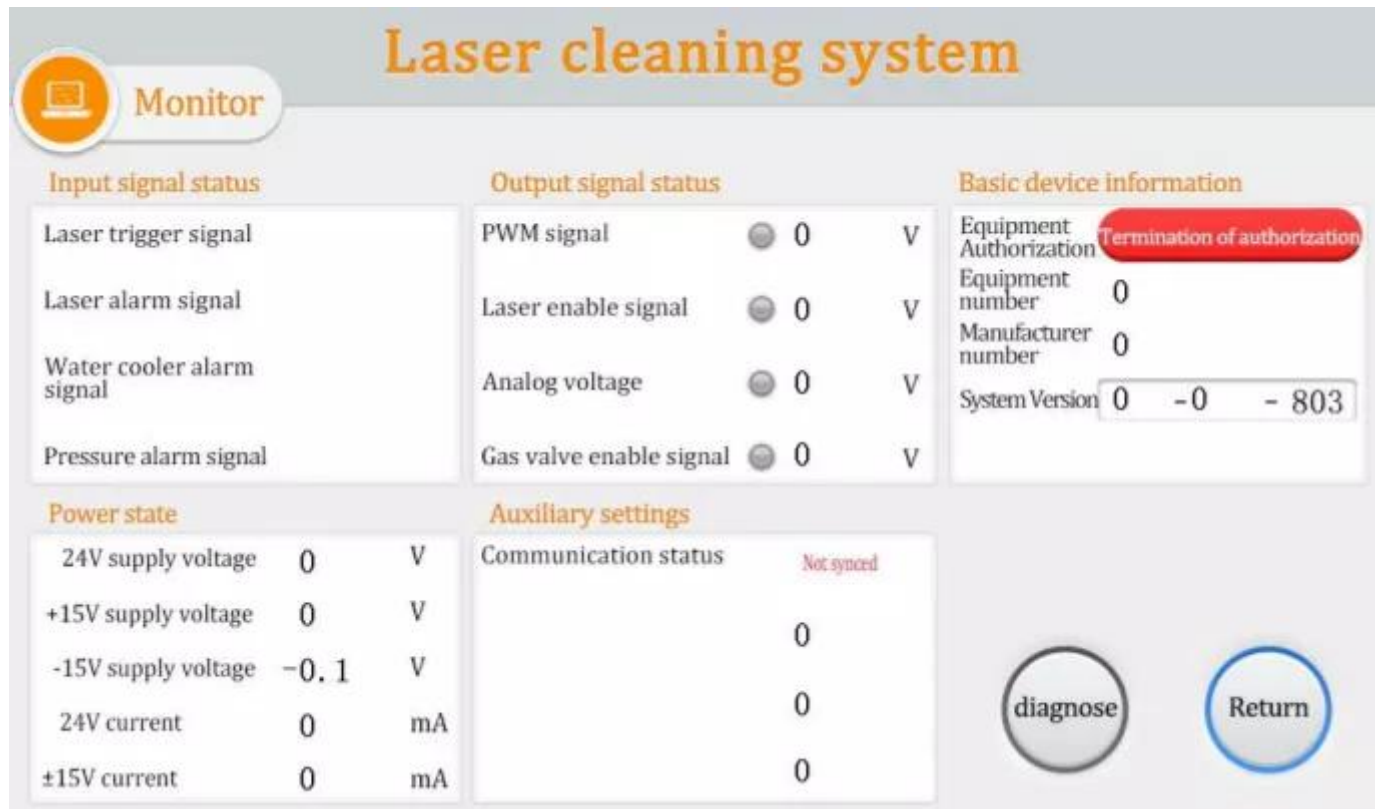 Laser cleaning system
Monitor
Input signal status
Laser trigger signal
Laser alarm signal
Water cooler alarm
signal
Pressure alarm signal
Output signal status
PWM signal 0 V
Laser enable signal 0 V
Analog voltage 0 V
Gas valve enable signal 0 V
Basic device information
Equipment
Authorization
Termination of authorization
Equipment
number
0
Manufacturer
number
0
System Version 0 -0 - 803
Power state
24V supply voltage 0 V
+15V supply voltage 0 V
-15V supply voltage -0.1 V
24V current 0 mA
±15V current 0 mA
Auxiliary settings
Communication status Not synced
0
0
0
diagnose
Return